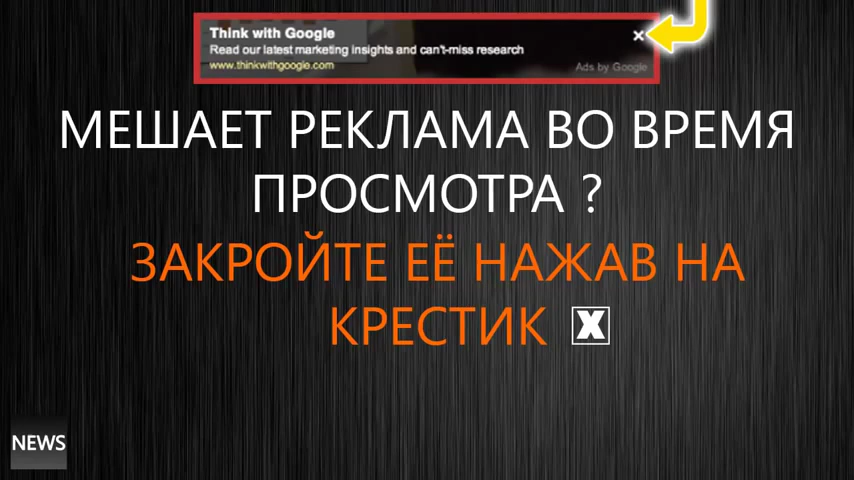 Think with Google
Read our latest marketing insights and can't-miss research
www.thinkwithgoogle.com
Ads by Google
МЕШАЕТ РЕКЛАМА ВО ВРЕМЯ
ПРОСМОТРА ?
ЗАКРОЙТЕ ЕЁ НАЖАВ НА
КРЕСТИК X
NEWS